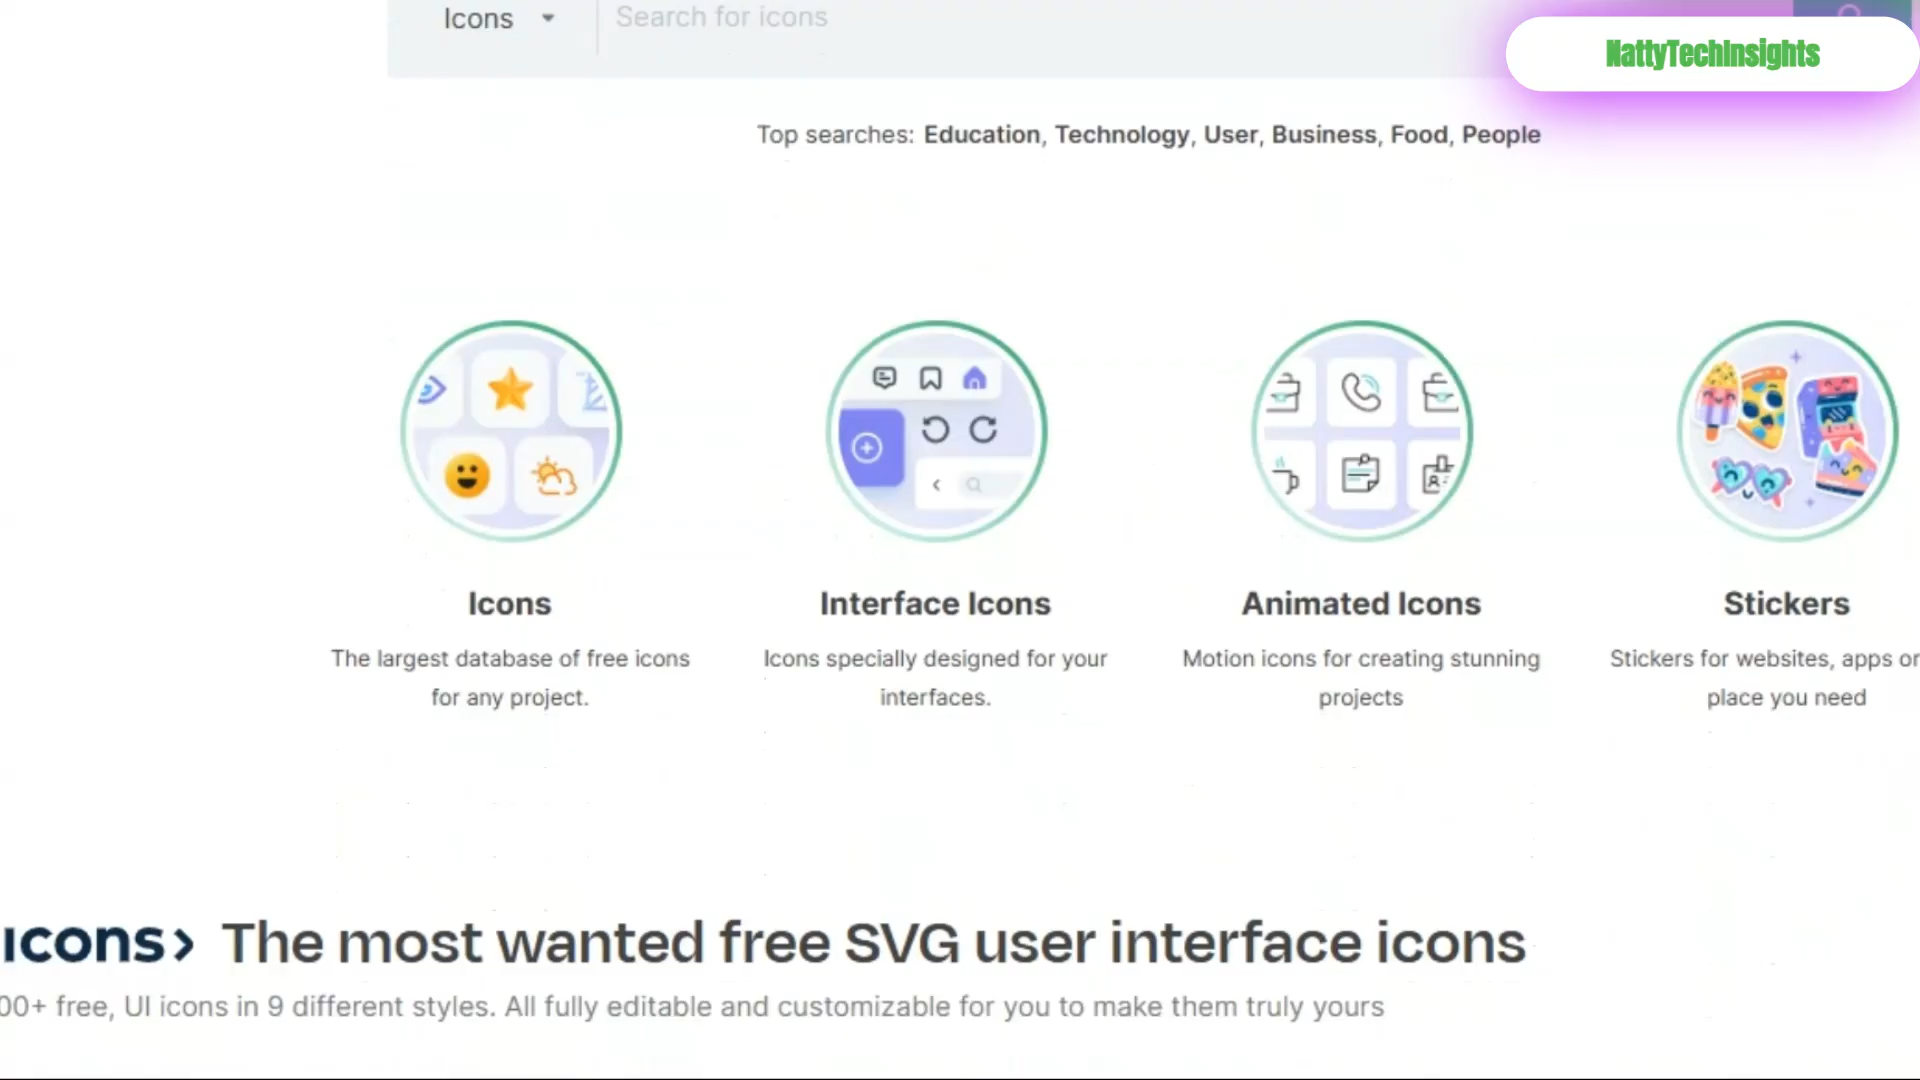 Icons
Search for icons
NattyTechInsights
Top searches: Education, Technology, User, Business, Food, People
Icons
The largest database of free icons
for any project.
Interface Icons
Icons specially designed for your
interfaces.
Animated Icons
Motion icons for creating stunning
projects
Stickers
Stickers for websites, apps or
place you need
icons> The most wanted free SVG user interface icons
00+ free, UI icons in 9 different styles. All fully editable and customizable for you to make them truly yours